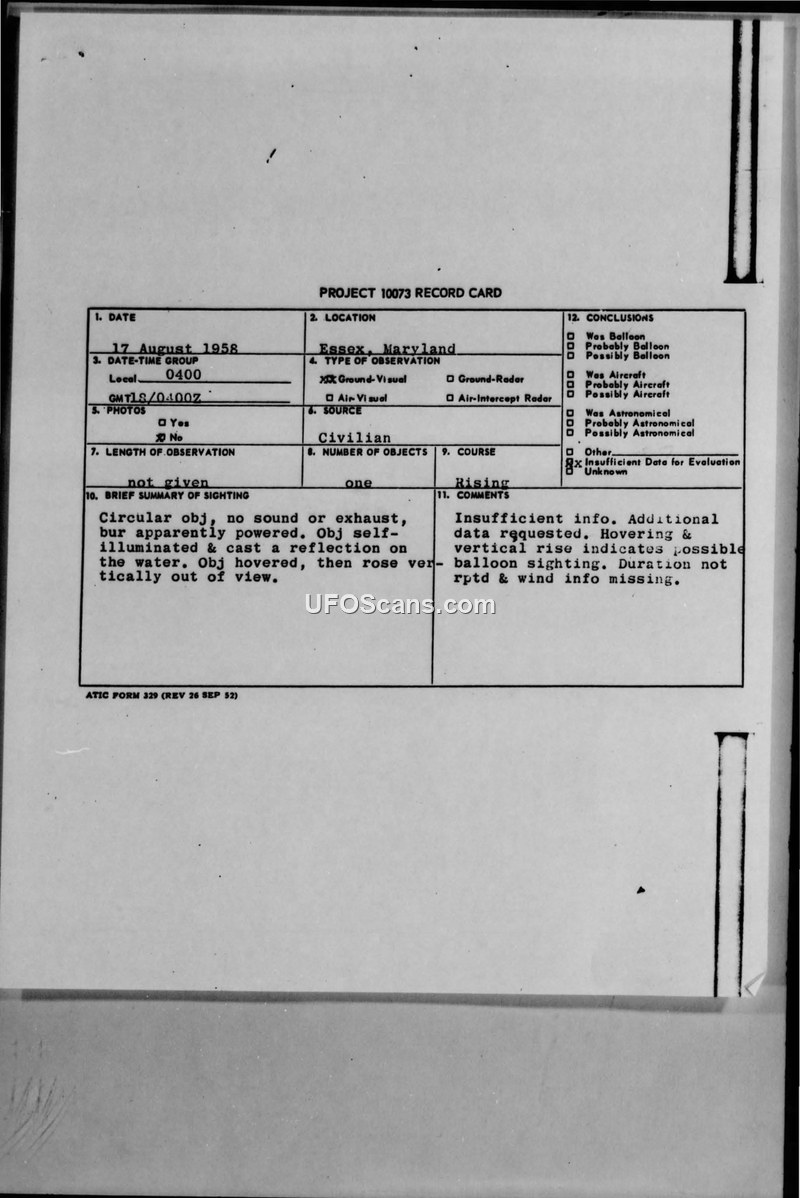 PROJECT 10073 RECORD CARD
1. DATE
17 August 1958
2. LOCATION
Essex, Maryland
12. CONCLUSIONS
□ Was Balloon
□ Probably Balloon
□ Possibly Balloon
□ Was Aircraft
□ Probably Aircraft
□ Possibly Aircraft
□ Was Astronomical
□ Probably Astronomical
□ Possibly Astronomical
□ Other
x Insufficient Data for Evaluation
□ Unknown
3. DATE-TIME GROUP
Local 0400
GMT 18/0400Z
4. TYPE OF OBSERVATION
XX Ground-Visual □ Ground-Radar
□ Air-Visual □ Air-Intercept Radar
5. PHOTOS
□ Yes
X No
6. SOURCE
Civilian
7. LENGTH OF OBSERVATION
not given
8. NUMBER OF OBJECTS
one
9. COURSE
Rising
10. BRIEF SUMMARY OF SIGHTING
Circular obj, no sound or exhaust,
bur apparently powered. Obj self-
illuminated & cast a reflection on
the water. Obj hovered, then rose ver-
tically out of view.
11. COMMENTS
Insufficient info. Additional
data requested. Hovering &
vertical rise indicates possible
balloon sighting. Duration not
rptd & wind info missing.
UFOScans.com
ATIC FORM 329 (REV 26 SEP 52)